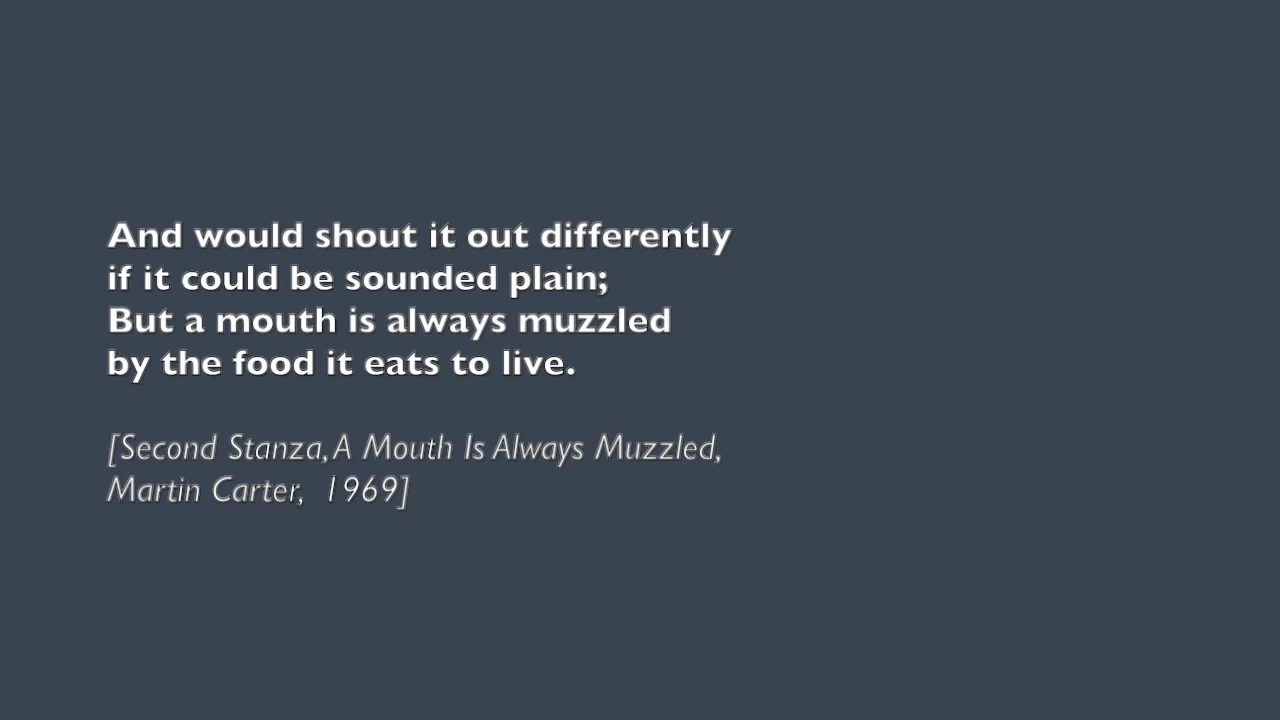 And would shout it out differently
if it could be sounded plain;
But a mouth is always muzzled
by the food it eats to live.
[Second Stanza, A Mouth Is Always Muzzled,
Martin Carter, 1969]